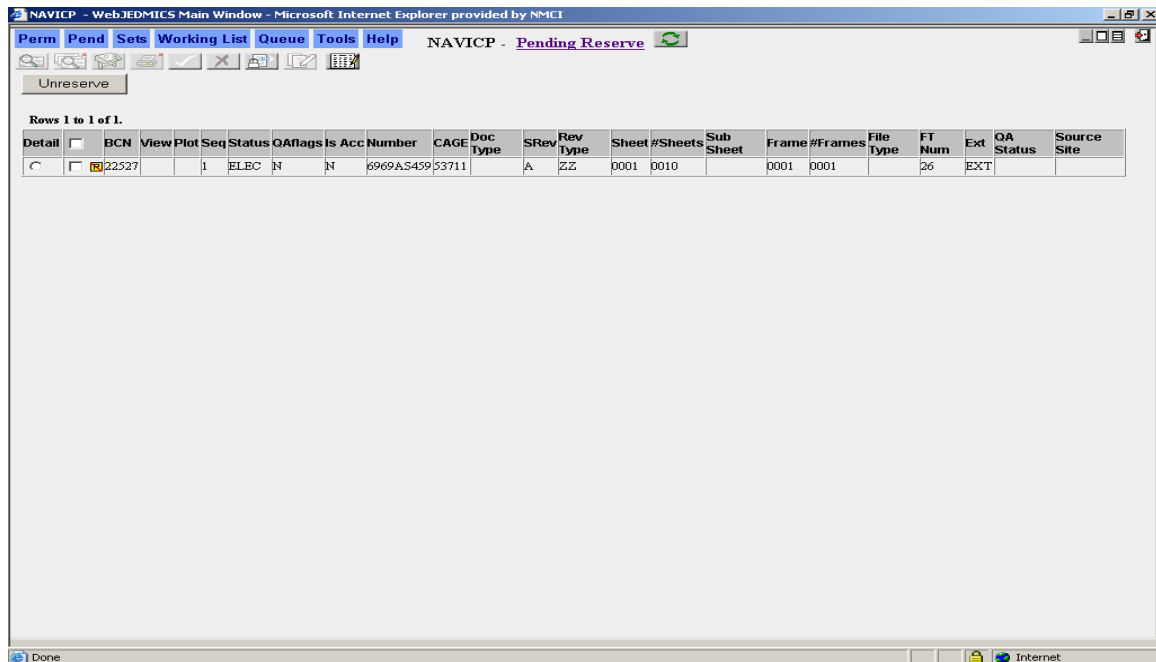 NAVICP - WebJEDMICS Main Window - Microsoft Internet Explorer provided by NMCI
Perm Pend Sets Working List Queue Tools Help NAVICP - Pending Reserve
Unreserve
Rows 1 to 1 of 1.
Detail BCN View Plot Seq Status QAflags Is Acc Number CAGE Doc Type SRev Rev Type Sheet #Sheets Sub Sheet Frame #Frames File Type FT Num Ext QA Status Source Site
R 22527 1 ELEC N N 6969AS459 53711 A ZZ 0001 0010 0001 0001 26 EXT
Done Internet